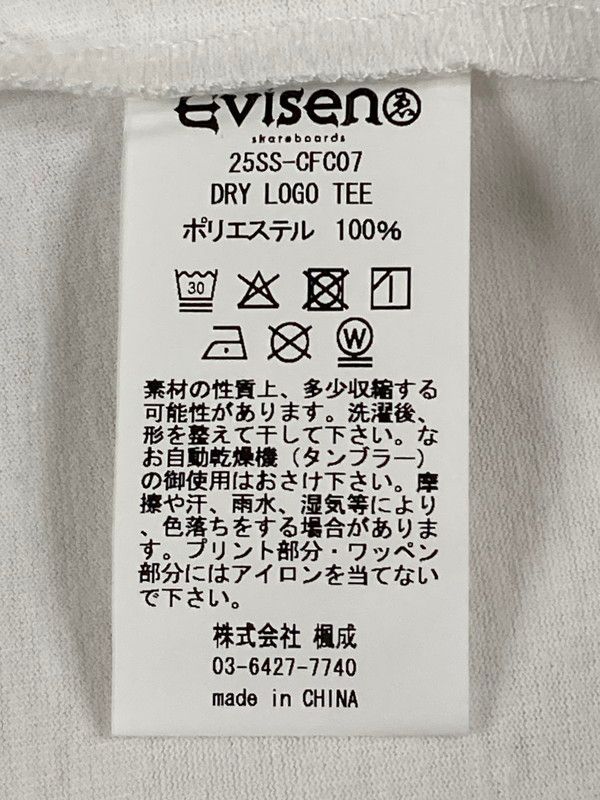 Evisen ゑ
skateboards
25SS-CFC07
DRY LOGO TEE
ポリエステル 100%
30
W
素材の性質上、多少収縮する
可能性があります。洗濯後、
形を整えて干して下さい。な
お自動乾燥機（タンブラー）
の御使用はおさけ下さい。摩
擦や汗、雨水、湿気等により
、色落ちをする場合がありま
す。プリント部分・ワッペン
部分にはアイロンを当てない
で下さい。
株式会社 楓成
03-6427-7740
made in CHINA